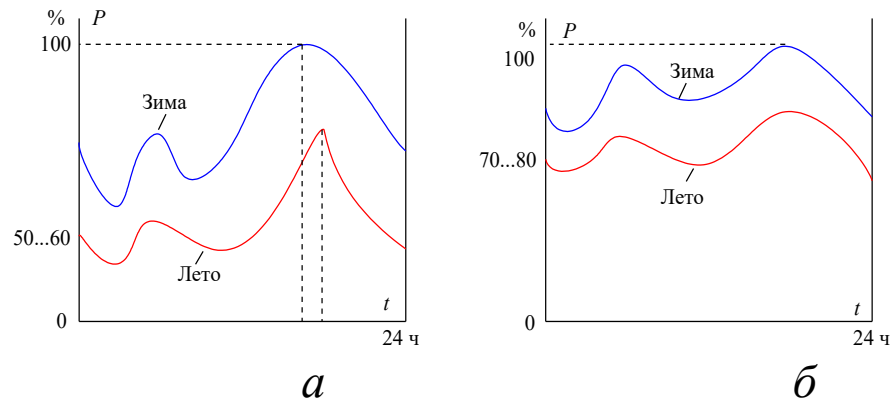 % P
100
Зима
50...60
Лето
t
0
24 ч
а
% P
100
Зима
70...80
Лето
t
0
24 ч
б